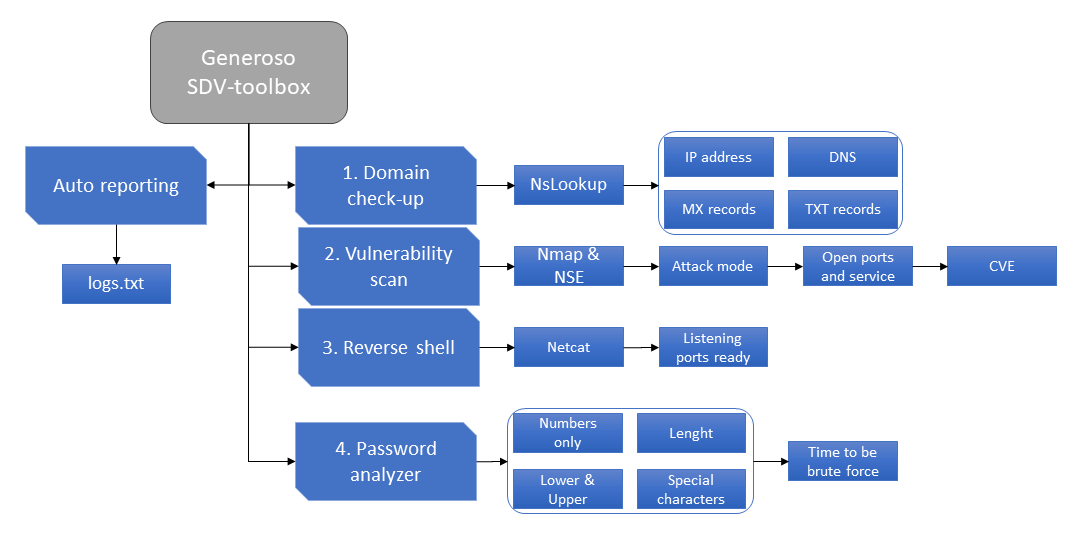 Generoso
SDV-toolbox
Auto reporting
logs.txt
1. Domain
check-up
NsLookup
IP address
DNS
MX records
TXT records
2. Vulnerability
scan
Nmap &
NSE
Attack mode
Open ports
and service
CVE
3. Reverse shell
Netcat
Listening
ports ready
4. Password
analyzer
Numbers
only
Lenght
Lower &
Upper
Special
characters
Time to be
brute force